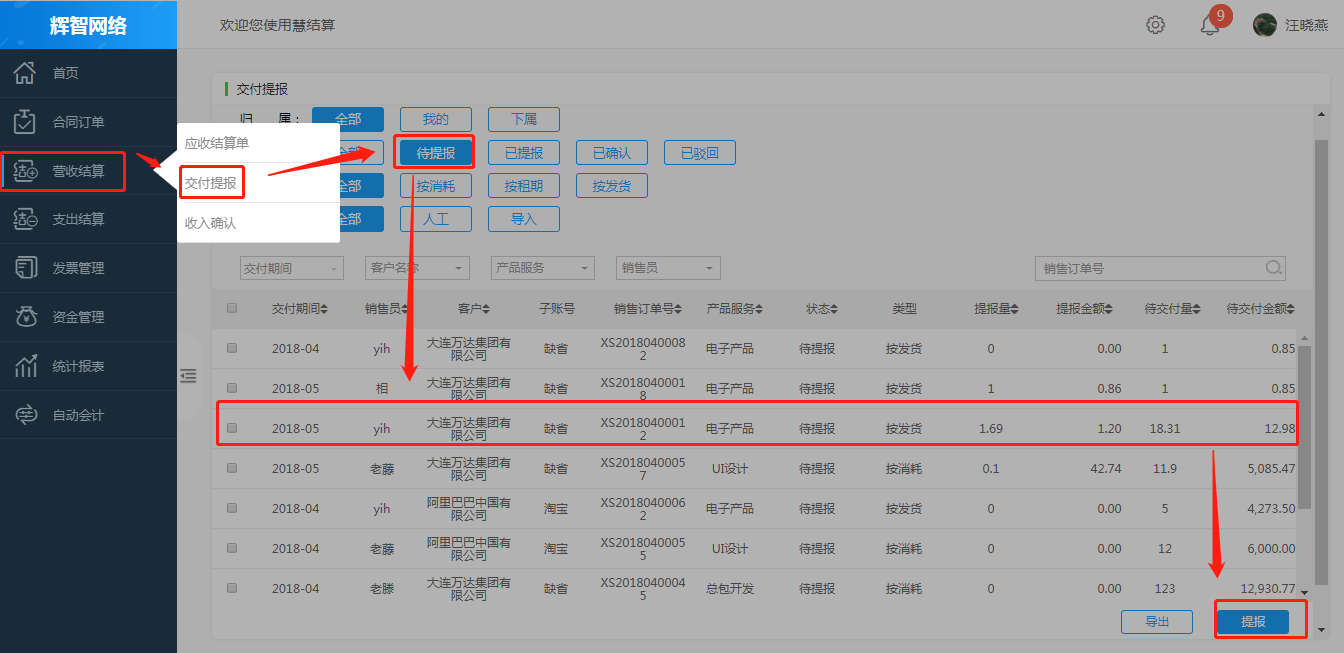 辉智网络
欢迎您使用慧结算
9
汪晓燕
首页
合同订单
营收结算
支出结算
发票管理
资金管理
统计报表
自动会计
应收结算单
交付提报
收入确认
交付提报
归 属： 全部 我的 下属
全部 待提报 已提报 已确认 已驳回
全部 按消耗 按租期 按发货
全部 人工 导入
交付期间 客户名称 产品服务 销售员 销售订单号
交付期间 销售员 客户 子账号 销售订单号 产品服务 状态 类型 提报量 提报金额 待交付量 待交付金额
2018-04 yih 大连万达集团有限公司 缺省 XS20180400082 电子产品 待提报 按发货 0 0.00 1 0.85
2018-05 相 大连万达集团有限公司 缺省 XS20180400018 电子产品 待提报 按发货 1 0.86 1 0.85
2018-05 yih 大连万达集团有限公司 缺省 XS20180400012 电子产品 待提报 按发货 1.69 1.20 18.31 12.98
2018-05 老藤 大连万达集团有限公司 缺省 XS20180400057 UI设计 待提报 按消耗 0.1 42.74 11.9 5,085.47
2018-04 yih 阿里巴巴中国有限公司 淘宝 XS20180400062 电子产品 待提报 按发货 0 0.00 5 4,273.50
2018-04 老藤 阿里巴巴中国有限公司 淘宝 XS20180400055 UI设计 待提报 按消耗 0 0.00 12 6,000.00
2018-04 老滕 大连万达集团有限公司 缺省 XS20180400045 总包开发 待提报 按消耗 0 0.00 123 12,930.77
导出 提报